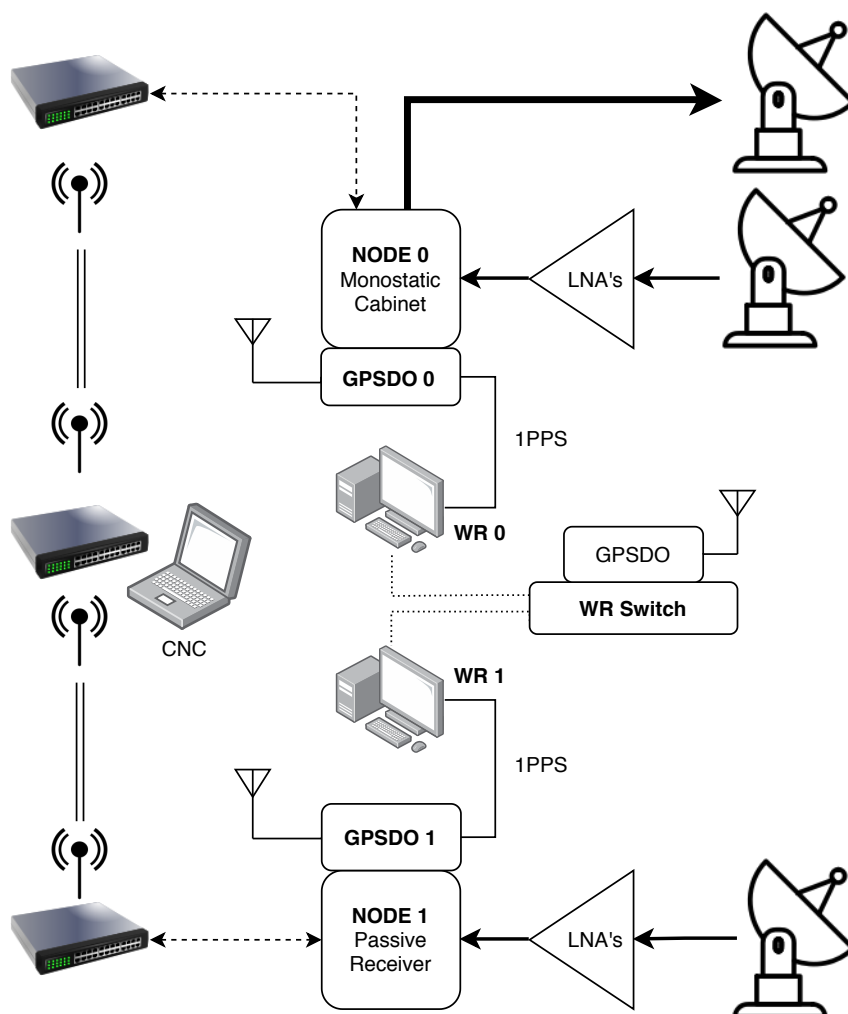 NODE 0
Monostatic
Cabinet
LNA's
GPSDO 0
1PPS
WR 0
GPSDO
WR Switch
CNC
WR 1
1PPS
GPSDO 1
NODE 1
Passive
Receiver
LNA's